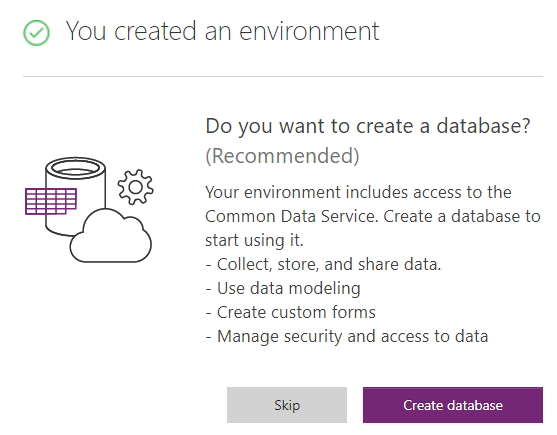 You created an environment
Do you want to create a database?
(Recommended)
Your environment includes access to the
Common Data Service. Create a database to
start using it.
- Collect, store, and share data.
- Use data modeling
- Create custom forms
- Manage security and access to data
Skip
Create database